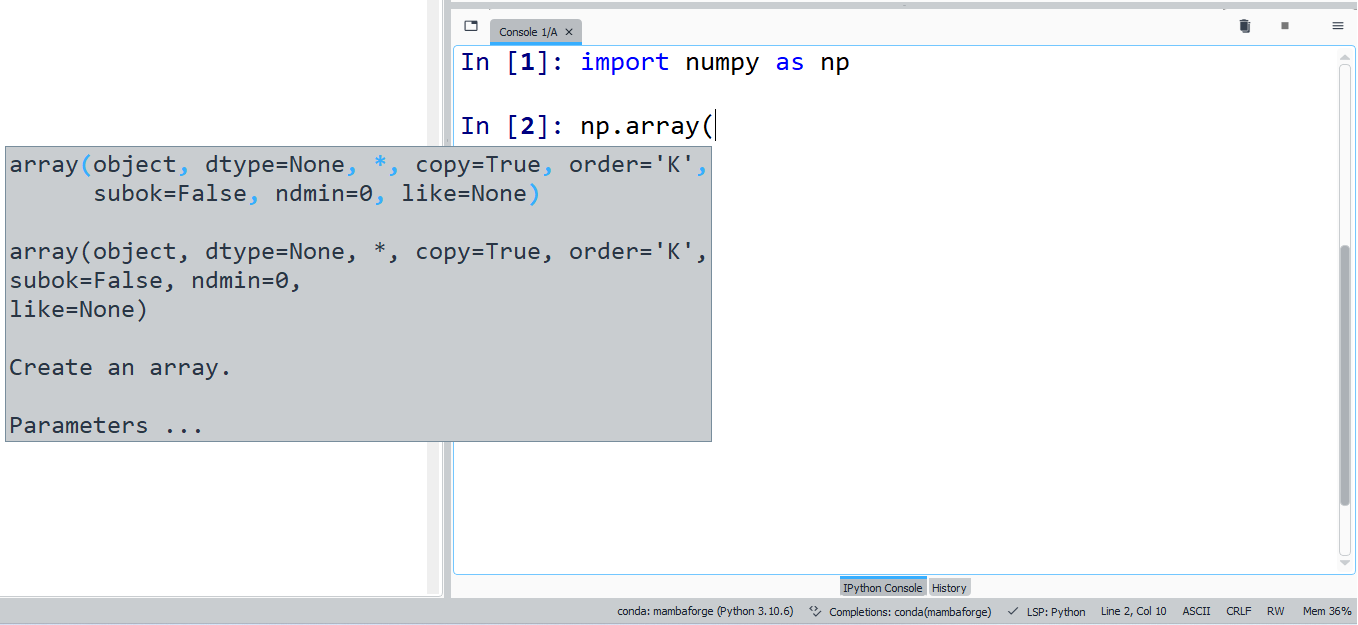 Console 1/A
In [1]: import numpy as np
In [2]: np.array(
array(object, dtype=None, *, copy=True, order='K',
subok=False, ndmin=0, like=None)
array(object, dtype=None, *, copy=True, order='K',
subok=False, ndmin=0,
like=None)
Create an array.
Parameters ...
IPython Console History
conda: mambaforge (Python 3.10.6) Completions: conda(mambaforge) LSP: Python Line 2, Col 10 ASCII CRLF RW Mem 36%